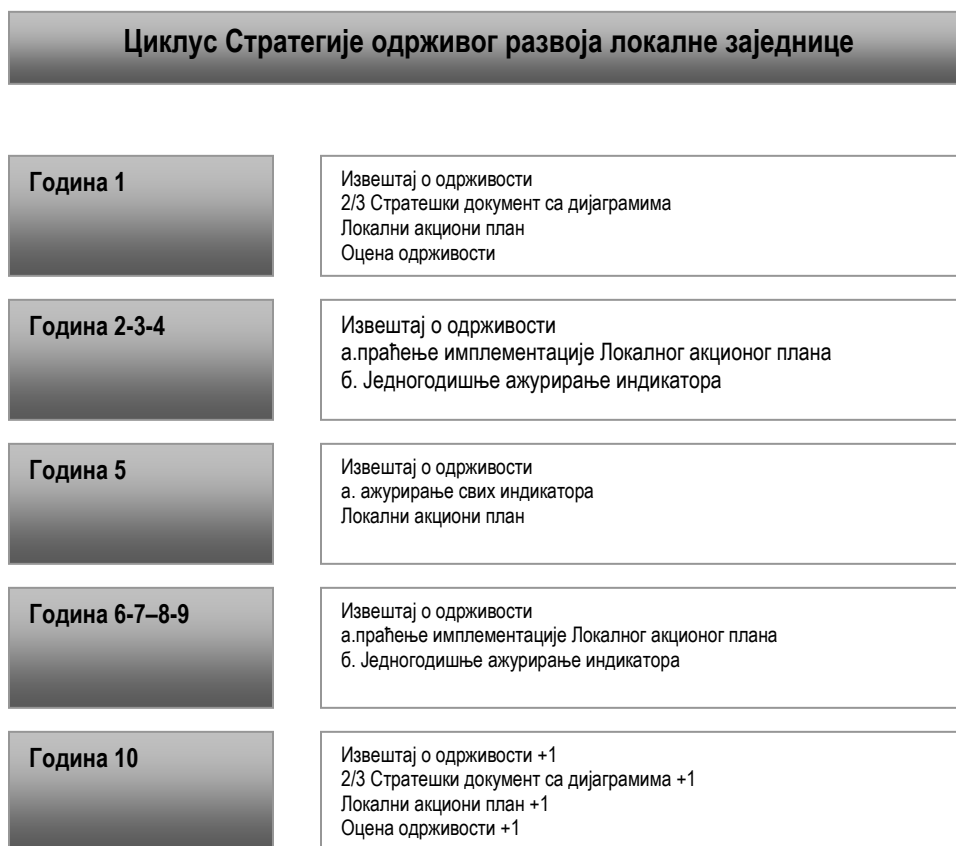 Циклус Стратегије одрживог развоја локалне заједнице
Година 1
Извештај о одрживости
2/3 Стратешки документ са дијаграмима
Локални акциони план
Оцена одрживости
Година 2-3-4
Извештај о одрживости
а.праћење имплементације Локалног акционог плана
б. Једногодишње ажурирање индикатора
Година 5
Извештај о одрживости
а. ажурирање свих индикатора
Локални акциони план
Година 6-7–8-9
Извештај о одрживости
а.праћење имплементације Локалног акционог плана
б. Једногодишње ажурирање индикатора
Година 10
Извештај о одрживости +1
2/3 Стратешки документ са дијаграмима +1
Локални акциони план +1
Оцена одрживости +1